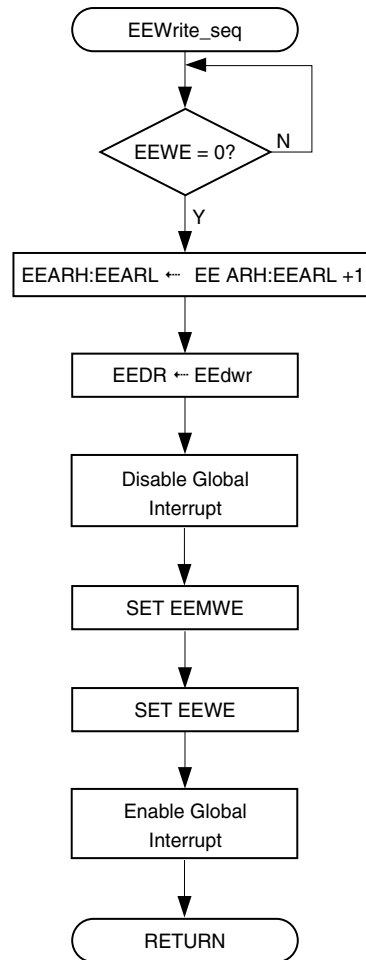 EEWrite_seq
EEWE = 0?
N
Y
EEARH:EEARL ← EE ARH:EEARL +1
EEDR ← EEdwr
Disable Global
Interrupt
SET EEMWE
SET EEWE
Enable Global
Interrupt
RETURN